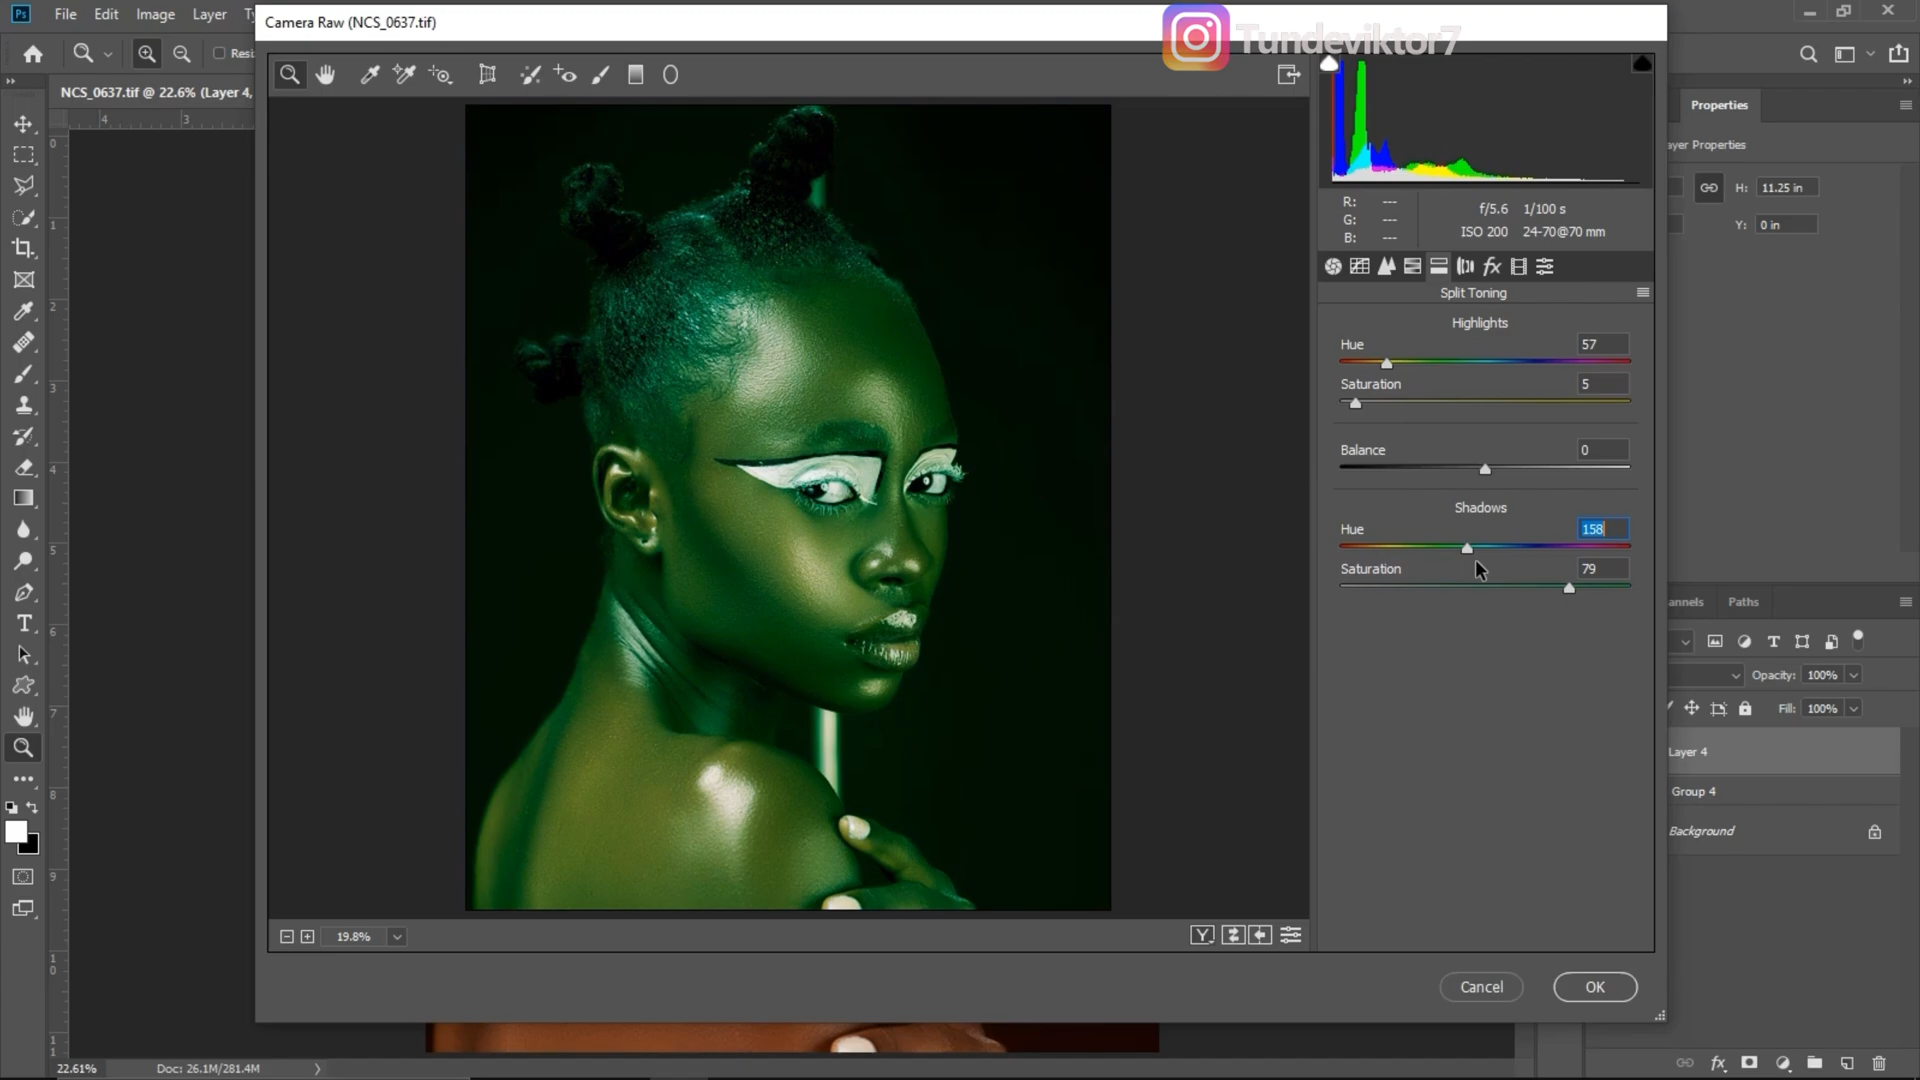 Ps File Edit Image Layer
Camera Raw (NCS_0637.tif)
Tundeviktor7
NCS_0637.tif @ 22.6% (Layer 4,
Properties
ayer Properties
H: 11.25 in
Y: 0 in
R: ---
G: ---
B: ---
f/5.6 1/100 s
ISO 200 24-70@70 mm
fx
Split Toning
Highlights
Hue 57
Saturation 5
Balance 0
Shadows
Hue 158
Saturation 79
annels Paths
Opacity: 100%
Fill: 100%
Layer 4
Group 4
Background
19.8%
Y
Cancel OK
22.61% Doc: 26.1M/281.4M
fx